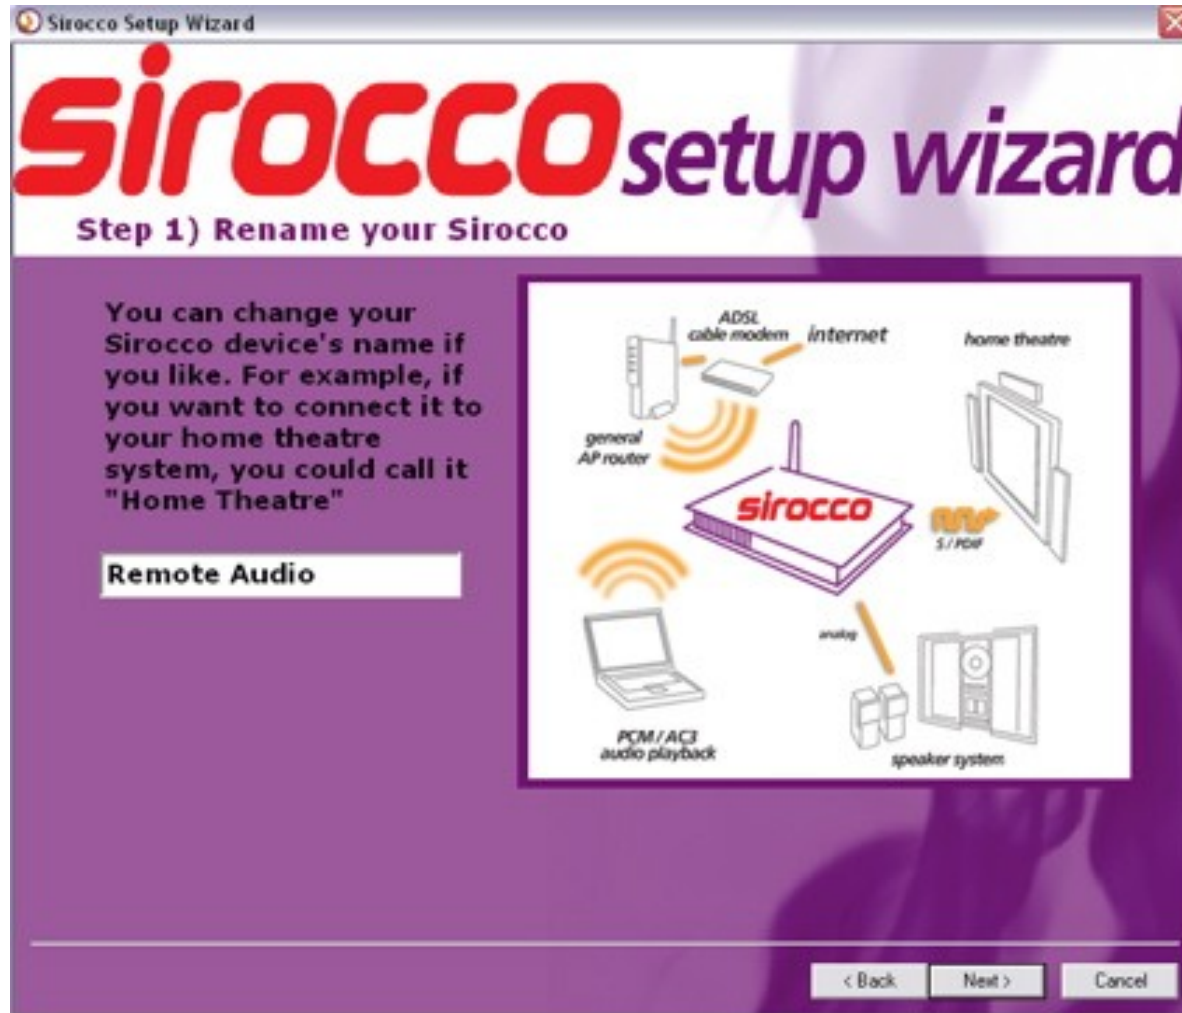 Sirocco Setup Wizard
sirocco setup wizard
Step 1) Rename your Sirocco
You can change your
Sirocco device's name if
you like. For example, if
you want to connect it to
your home theatre
system, you could call it
"Home Theatre"
Remote Audio
ADSL
cable modem
internet
home theatre
general
AP router
sirocco
S / PDIF
analog
PCM / AC3
audio playback
speaker system
< Back
Next >
Cancel